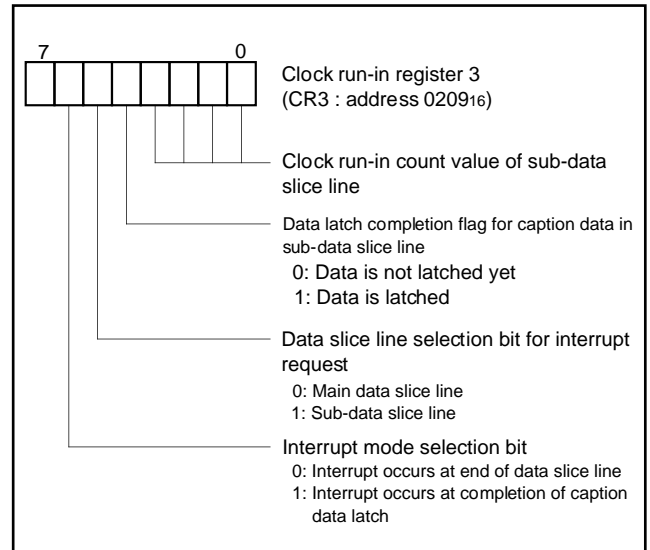 7 0
Clock run-in register 3
(CR3 : address 020916)
Clock run-in count value of sub-data
slice line
Data latch completion flag for caption data in
sub-data slice line
0: Data is not latched yet
1: Data is latched
Data slice line selection bit for interrupt
request
0: Main data slice line
1: Sub-data slice line
Interrupt mode selection bit
0: Interrupt occurs at end of data slice line
1: Interrupt occurs at completion of caption
data latch